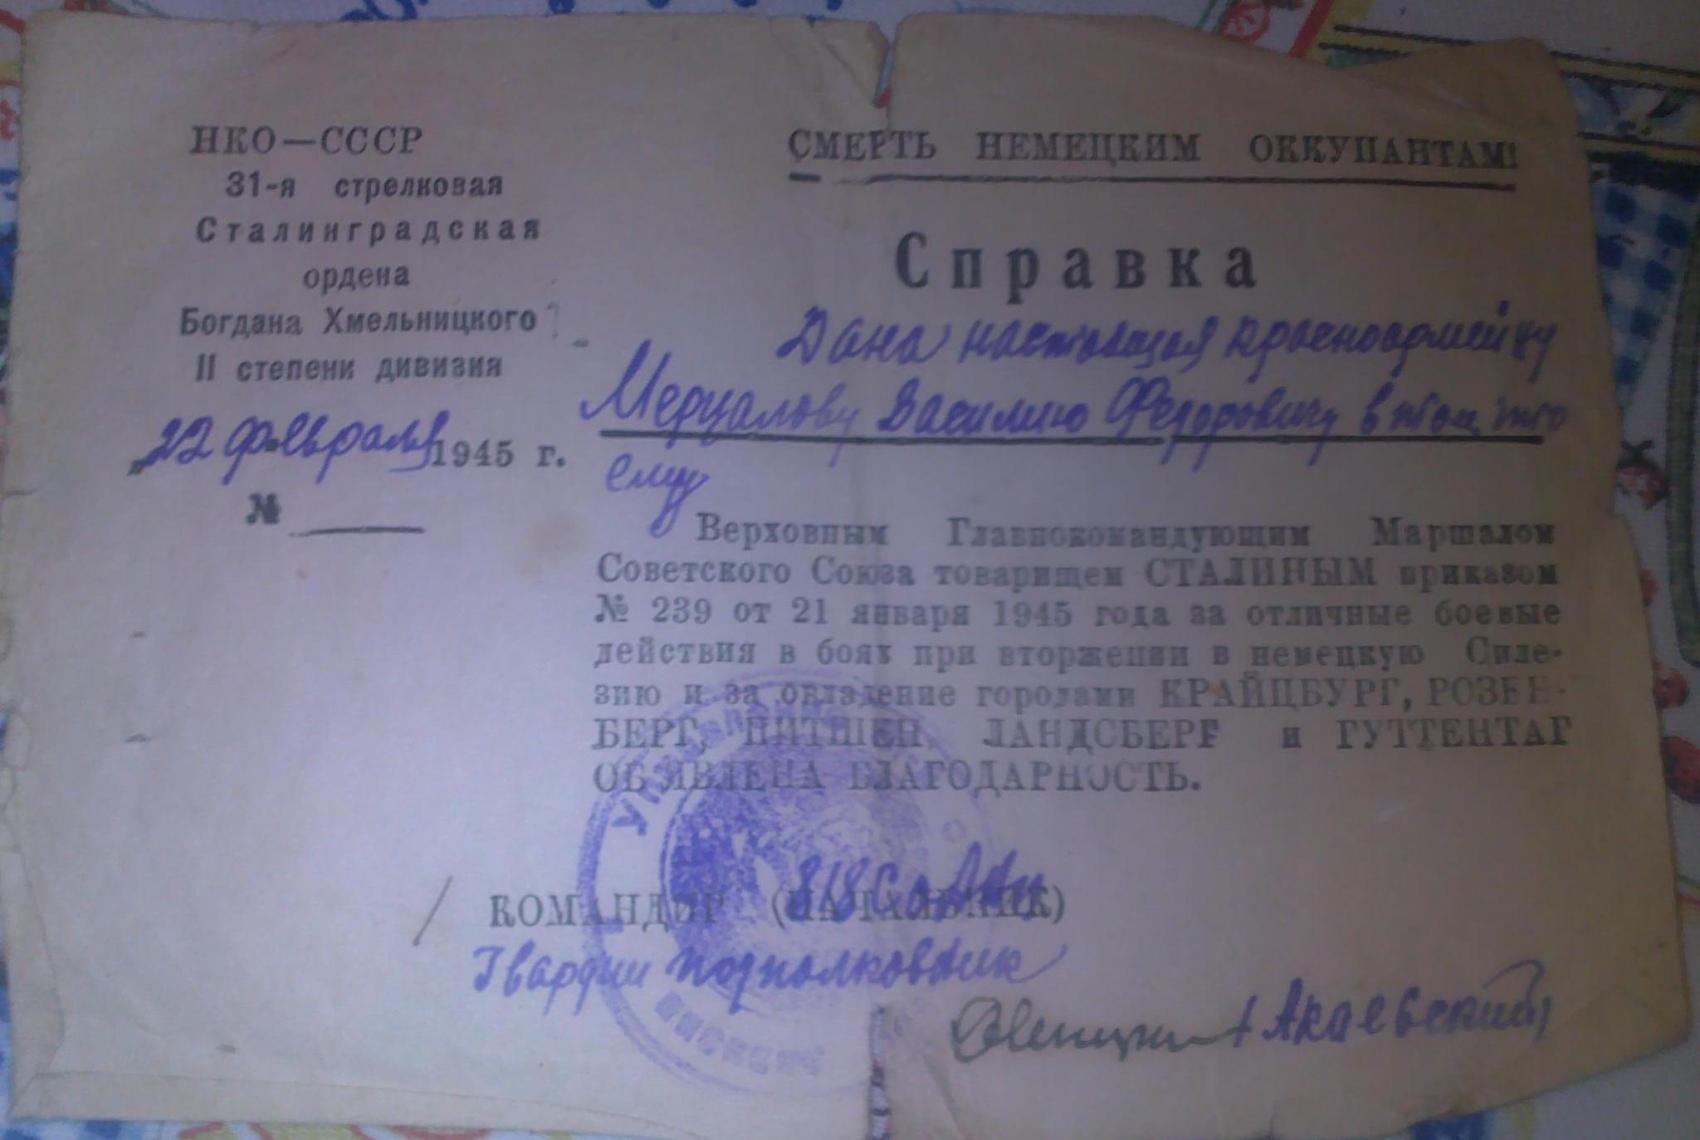 НКО—СССР
31-я стрелковая
Сталинградская
ордена
Богдана Хмельницкого
II степени дивизия
„22 февраля 1945 г.
№
СМЕРТЬ НЕМЕЦКИМ ОККУПАНТАМ!
Справка
Дана настоящая красноармейцу
Мерцалову Василию Федоровичу в том что
ему
Верховным Главнокомандующим Маршалом
Советского Союза товарищем СТАЛИНЫМ приказом
№ 239 от 21 января 1945 года за отличные боевые
действия в боях при вторжении в немецкую Силе-
зию и за овладение городами КРАЙЦБУРГ, РОЗЕН-
БЕРГ, ПИТШЕН, ЛАНДСБЕРГ и ГУТТЕНТАГ
ОБЪЯВЛЕНА БЛАГОДАРНОСТЬ.
КОМАНДИР (НАЧАЛЬНИК)
818
Гвардии подполковник